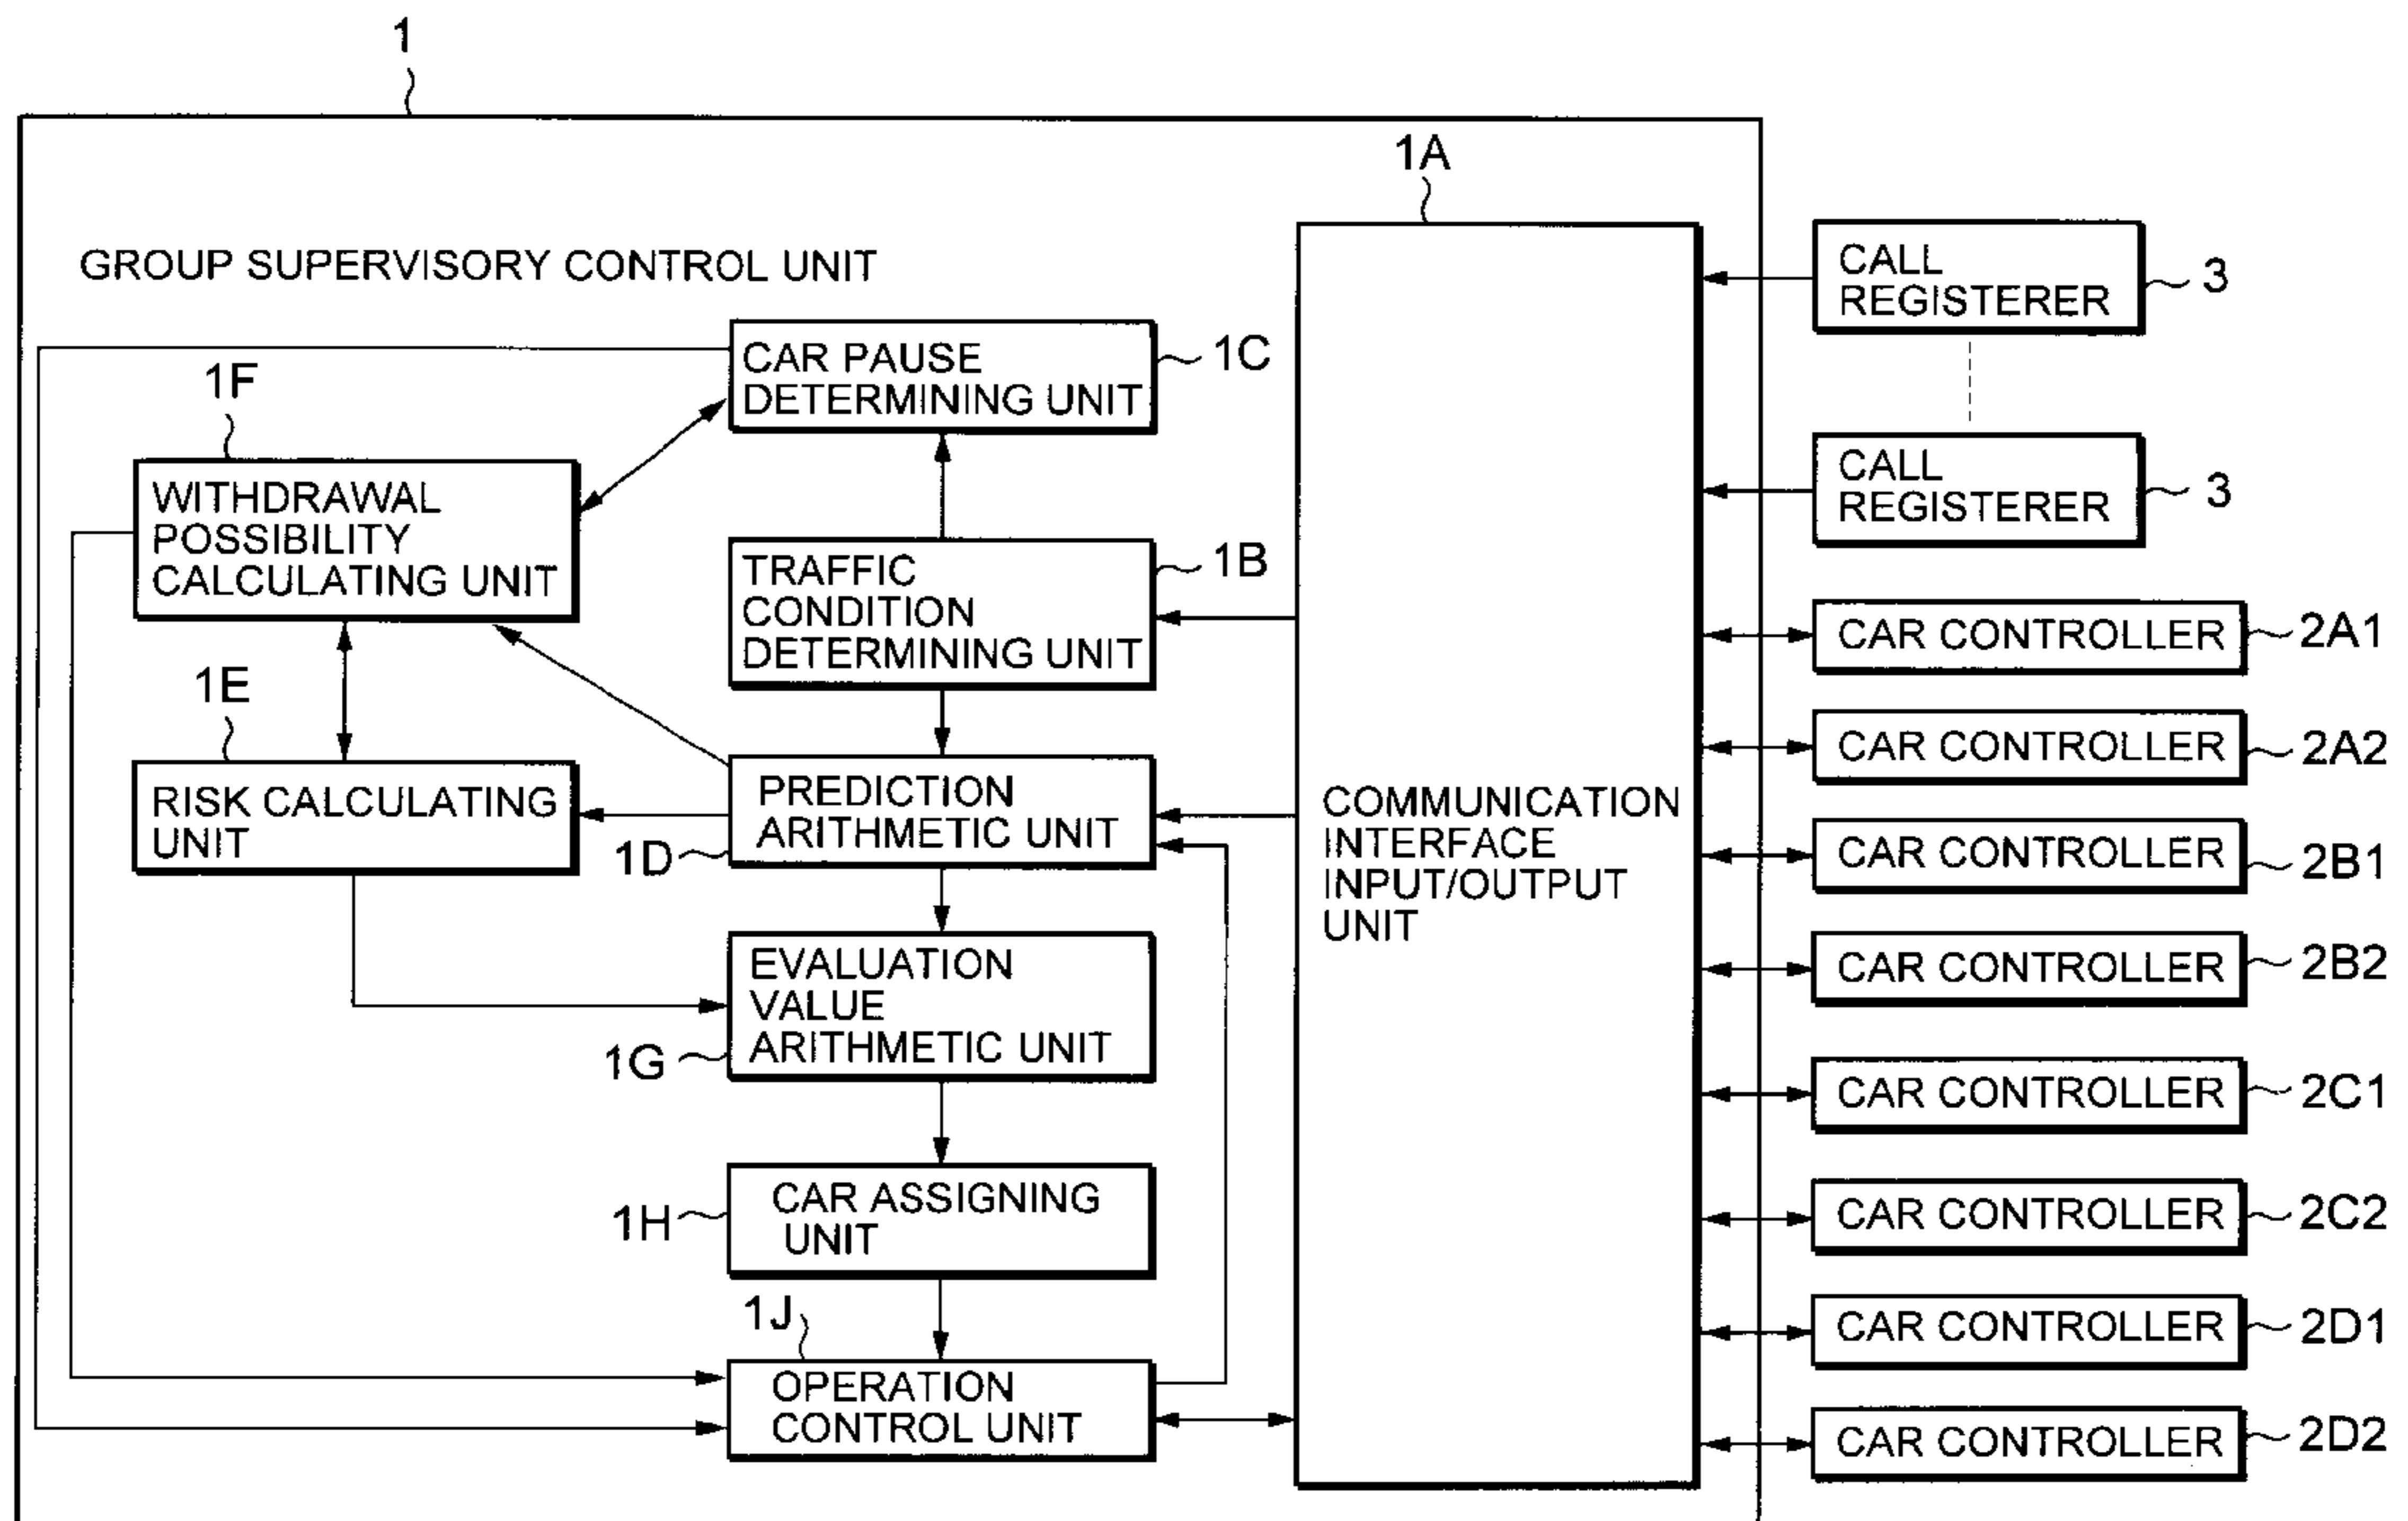 1
1A
GROUP SUPERVISORY CONTROL UNIT
CAR PAUSE
DETERMINING UNIT
1C
1F
WITHDRAWAL
POSSIBILITY
CALCULATING UNIT
TRAFFIC
CONDITION
DETERMINING UNIT
1B
1E
RISK CALCULATING
UNIT
PREDICTION
ARITHMETIC UNIT
1D
EVALUATION
VALUE
ARITHMETIC UNIT
1G
CAR ASSIGNING
UNIT
1H
1J
OPERATION
CONTROL UNIT
COMMUNICATION
INTERFACE
INPUT/OUTPUT
UNIT
CALL
REGISTERER
3
CALL
REGISTERER
3
CAR CONTROLLER 2A1
CAR CONTROLLER 2A2
CAR CONTROLLER 2B1
CAR CONTROLLER 2B2
CAR CONTROLLER 2C1
CAR CONTROLLER 2C2
CAR CONTROLLER 2D1
CAR CONTROLLER 2D2